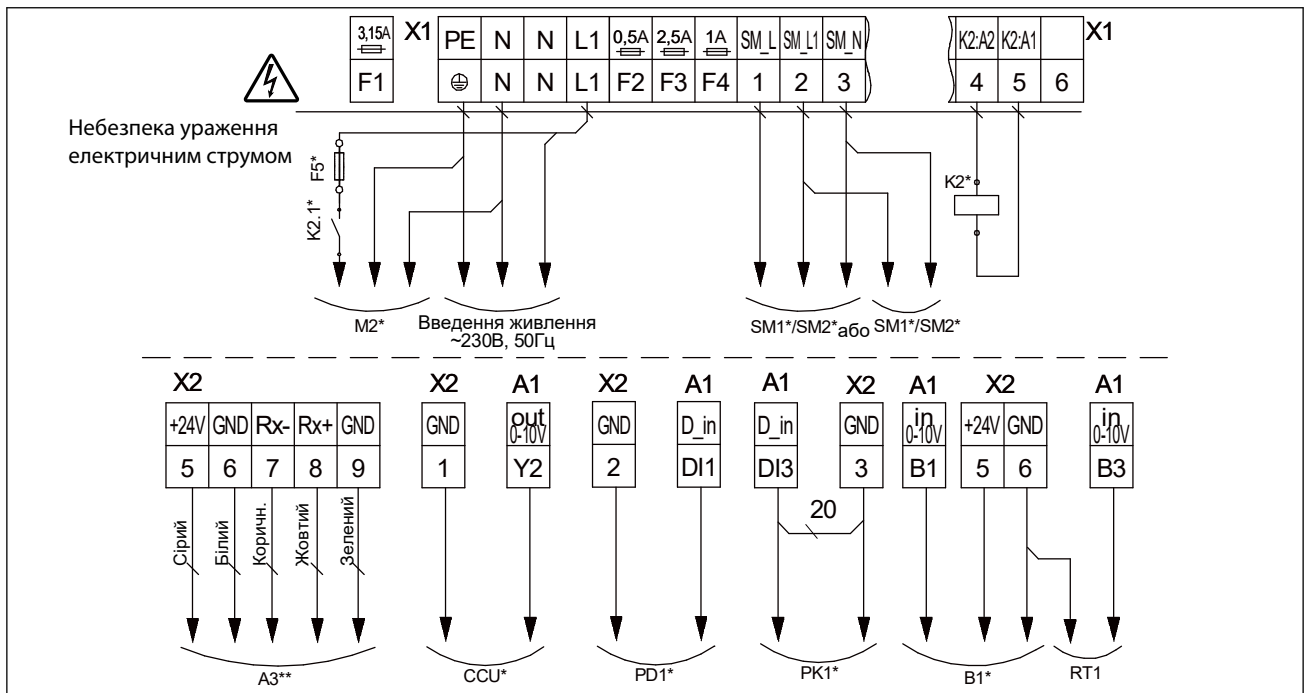 3,15A X1 PE N N L1 0,5A 2,5A 1A SM_L SM_L1 SM_N K2:A2 K2:A1 X1
F1 N N L1 F2 F3 F4 1 2 3 4 5 6
Небезпека ураження
електричним струмом
F5*
K2.1*
K2*
M2*
Введення живлення
~230В, 50Гц
SM1*/SM2* або SM1*/SM2*
X2 X2 A1 X2 A1 A1 X2 A1 X2 A1
+24V GND Rx- Rx+ GND GND out 0-10V GND D_in D_in GND in 0-10V +24V GND in 0-10V
5 6 7 8 9 1 Y2 2 DI1 DI3 3 B1 5 6 B3
Сірий
Білий
Коричн.
Жовтий
Зелений
20
A3** CCU* PD1* PK1* B1* RT1